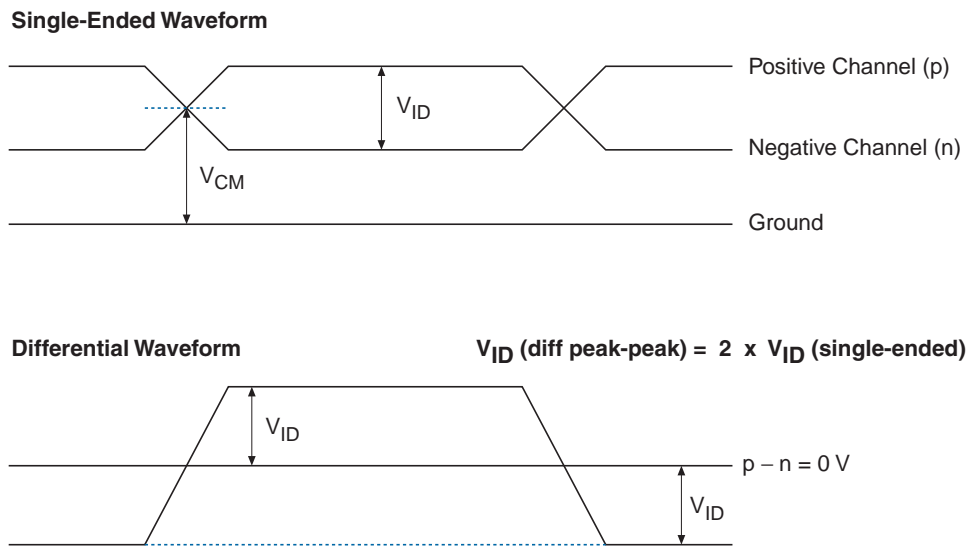 Single-Ended Waveform
Positive Channel (p)
VID
Negative Channel (n)
VCM
Ground
Differential Waveform
VID (diff peak-peak) = 2 x VID (single-ended)
VID
p − n = 0 V
VID